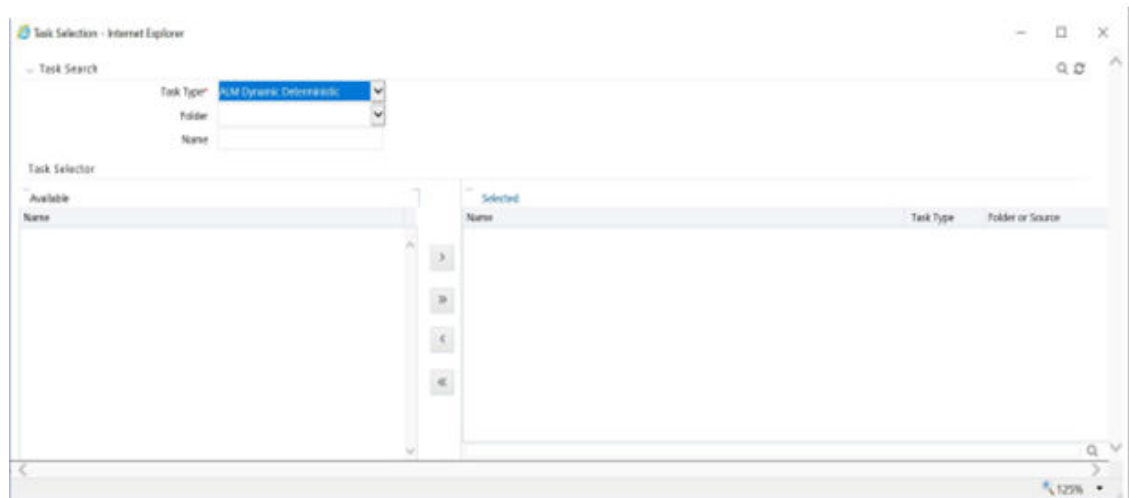 Task Selection - Internet Explorer
Task Search
Task Type* ALM Dynamic Deterministic
Folder
Name
Task Selector
Available
Selected
Name
Name Task Type Folder or Source
125%